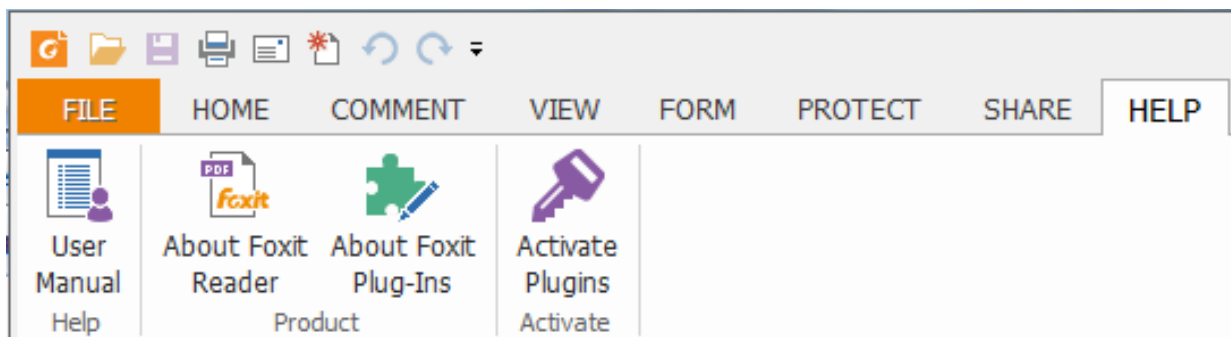 FILE HOME COMMENT VIEW FORM PROTECT SHARE HELP
PDF
Foxit
User About Foxit About Foxit Activate
Manual Reader Plug-Ins Plugins
Help Product Activate